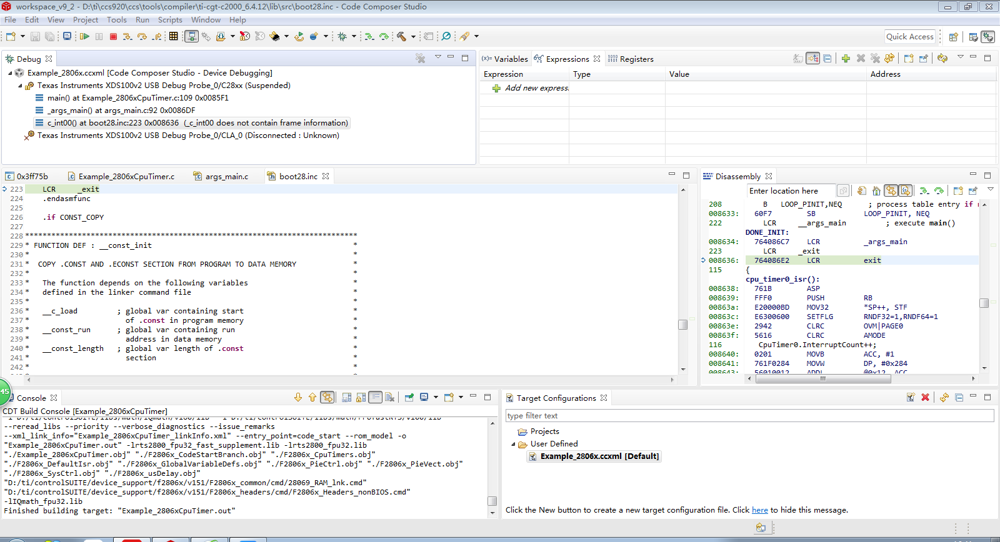 workspace_v9_2 - D:\ti\ccs920\ccs\tools\compiler\ti-cgt-c2000_6.4.12\lib\src\boot28.inc - Code Composer Studio
File Edit View Project Tools Run Scripts Window Help
Quick Access
Debug
Example_2806x.ccxml [Code Composer Studio - Device Debugging]
Texas Instruments XDS100v2 USB Debug Probe_0/C28xx (Suspended)
main() at Example_2806xCpuTimer.c:109 0x0085F1
_args_main() at args_main.c:92 0x0086DF
c_int00() at boot28.inc:223 0x008636 (_c_int00 does not contain frame information)
Texas Instruments XDS100v2 USB Debug Probe_0/CLA_0 (Disconnected : Unknown)
(x)= Variables Expressions Registers
Expression Type Value Address
Add new express
0x3ff75b Example_2806xCpuTimer.c args_main.c boot28.inc
223 LCR _exit
224 .endasmfunc
225
226 .if CONST_COPY
227
228 ****************************************************************************
229 * FUNCTION DEF : __const_init *
230 * *
231 * COPY .CONST AND .ECONST SECTION FROM PROGRAM TO DATA MEMORY *
232 * *
233 * The function depends on the following variables *
234 * defined in the linker command file *
235 * *
236 * __c_load ; global var containing start *
237 * of .const in program memory *
238 * __const_run ; global var containing run *
239 * address in data memory *
240 * __const_length ; global var length of .const *
241 * section *
242 * *
Disassembly
Enter location here
208 B LOOP_PINIT,NEQ ; process table entry if
008633: 60F7 SB LOOP_PINIT, NEQ
222 LCR __args_main ; execute main()
DONE_INIT:
008634: 764086C7 LCR _args_main
223 LCR _exit
008636: 764086E2 LCR exit
115 {
cpu_timer0_isr():
008638: 761B ASP
008639: FFF0 PUSH RB
00863a: E20000BD MOV32 *SP++, STF
00863c: E6300600 SETFLG RNDF32=1,RNDF64=1
00863e: 2942 CLRC OVM|PAGE0
00863f: 5616 CLRC AMODE
116 CpuTimer0.InterruptCount++;
008640: 0201 MOVB ACC, #1
008641: 761F0284 MOVW DP, #0x284
008643: 56010012 ADDL @0x12, ACC
45
Console
CDT Build Console [Example_2806xCpuTimer]
--reread_libs --priority --verbose_diagnostics --issue_remarks
--xml_link_info="Example_2806xCpuTimer_linkInfo.xml" --entry_point=code_start --rom_model -o
"Example_2806xCpuTimer.out" -lrts2800_fpu32_fast_supplement.lib -lrts2800_fpu32.lib
"./Example_2806xCpuTimer.obj" "./F2806x_CodeStartBranch.obj" "./F2806x_CpuTimers.obj"
"./F2806x_DefaultIsr.obj" "./F2806x_GlobalVariableDefs.obj" "./F2806x_PieCtrl.obj" "./F2806x_PieVect.obj"
"./F2806x_SysCtrl.obj" "./F2806x_usDelay.obj"
"D:/ti/controlSUITE/device_support/f2806x/v151/F2806x_common/cmd/28069_RAM_lnk.cmd"
"D:/ti/controlSUITE/device_support/f2806x/v151/F2806x_headers/cmd/F2806x_Headers_nonBIOS.cmd"
-lIQmath_fpu32.lib
Finished building target: "Example_2806xCpuTimer.out"
Target Configurations
type filter text
Projects
User Defined
Example_2806x.ccxml [Default]
Click the New button to create a new target configuration file. Click here to hide this message.